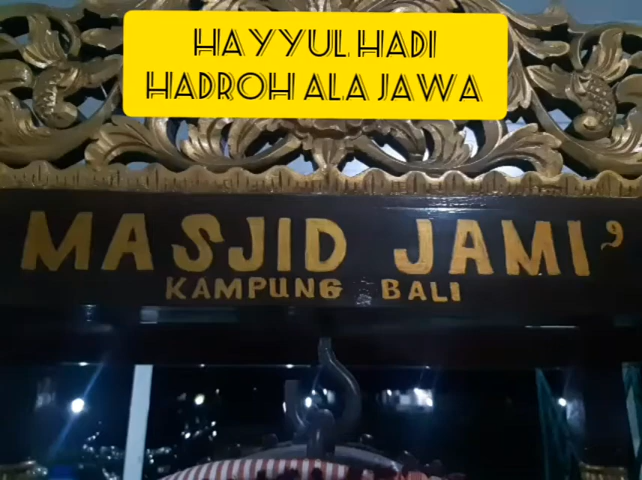 HAYYUL HADI
HADROH ALA JAWA
MASJID JAMI'
KAMPUNG BALI